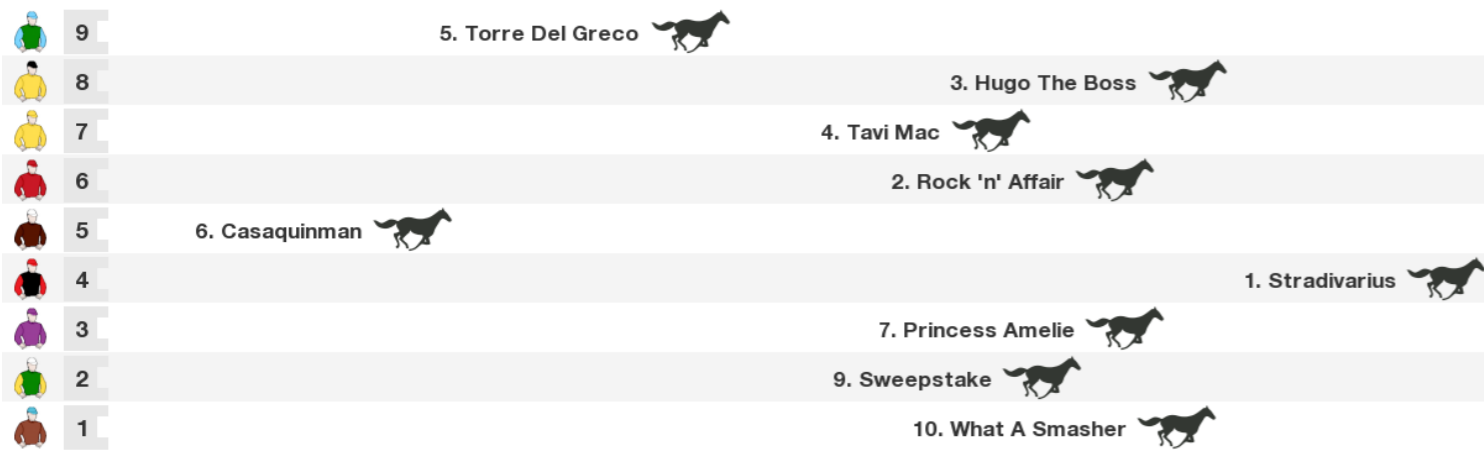 9 5. Torre Del Greco
8 3. Hugo The Boss
7 4. Tavi Mac
6 2. Rock 'n' Affair
5 6. Casaquinman
4 1. Stradivarius
3 7. Princess Amelie
2 9. Sweepstake
1 10. What A Smasher